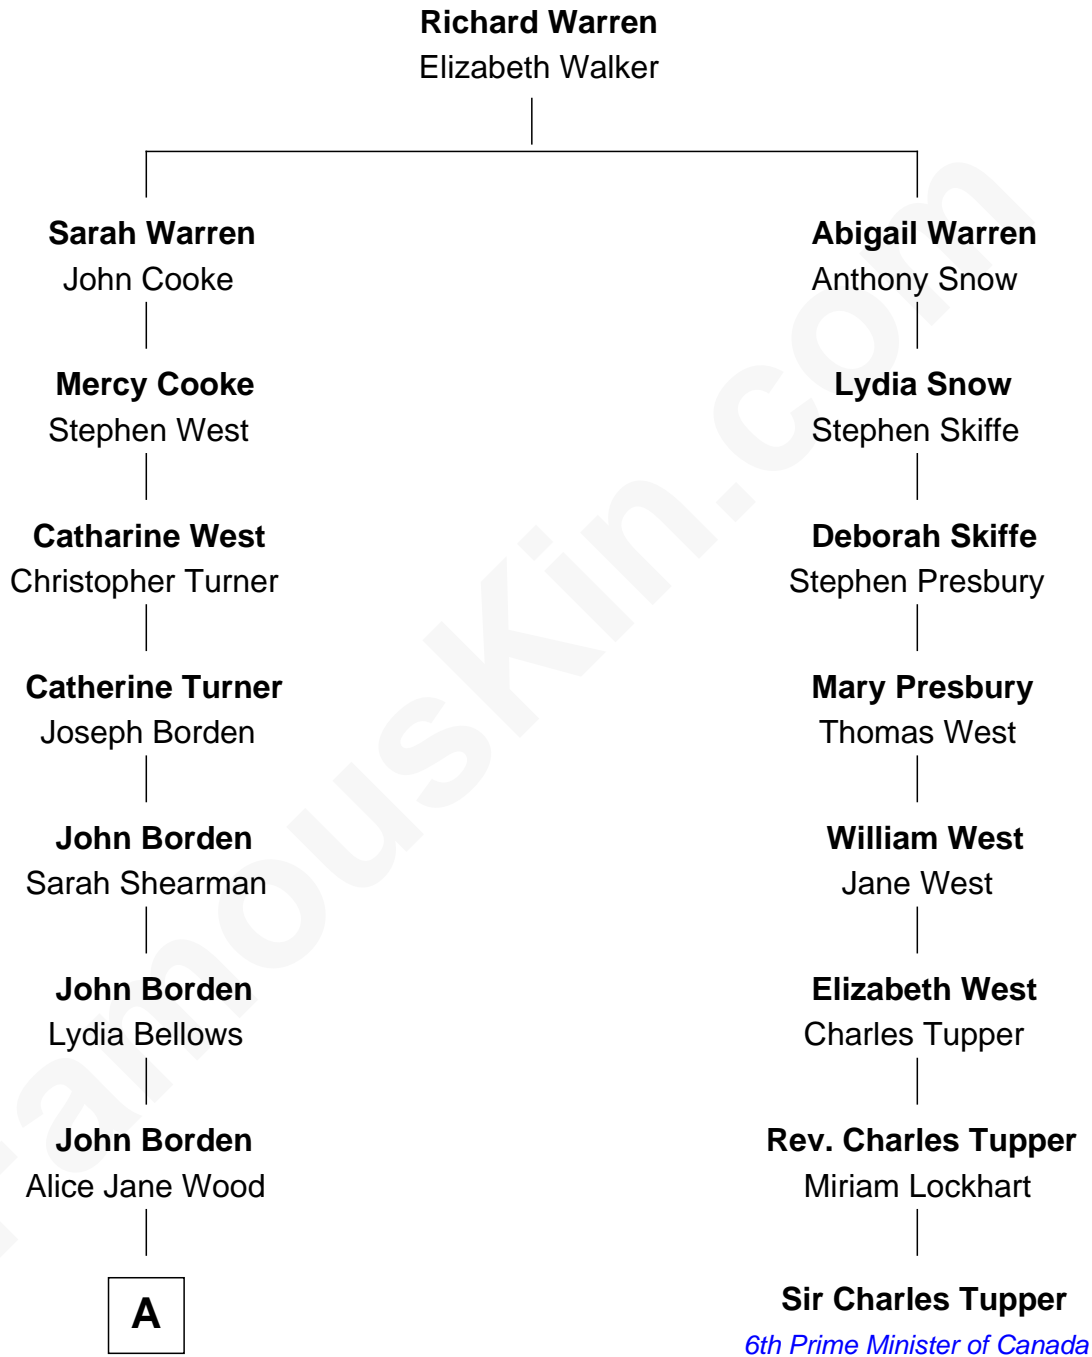 Richard Warren
Elizabeth Walker
Sarah Warren
John Cooke
Abigail Warren
Anthony Snow
Mercy Cooke
Stephen West
Lydia Snow
Stephen Skiffe
Catharine West
Christopher Turner
Deborah Skiffe
Stephen Presbury
Catherine Turner
Joseph Borden
Mary Presbury
Thomas West
John Borden
Sarah Shearman
William West
Jane West
John Borden
Lydia Bellows
Elizabeth West
Charles Tupper
John Borden
Alice Jane Wood
Rev. Charles Tupper
Miriam Lockhart
A
Sir Charles Tupper
6th Prime Minister of Canada
FamousKin.com